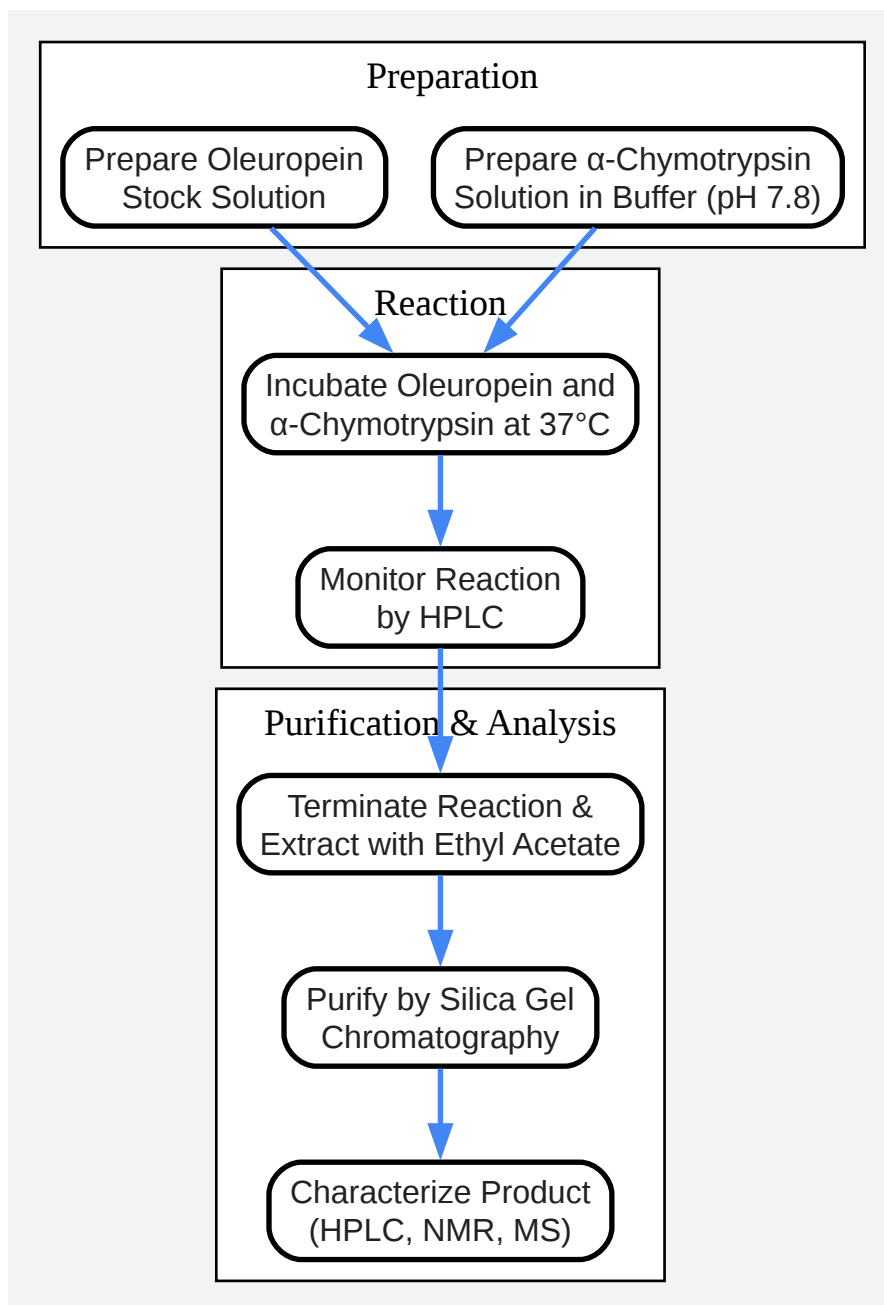 Preparation
Prepare Oleuropein
Stock Solution
Prepare α-Chymotrypsin
Solution in Buffer (pH 7.8)
Reaction
Incubate Oleuropein and
α-Chymotrypsin at 37°C
Monitor Reaction
by HPLC
Purification & Analysis
Terminate Reaction &
Extract with Ethyl Acetate
Purify by Silica Gel
Chromatography
Characterize Product
(HPLC, NMR, MS)